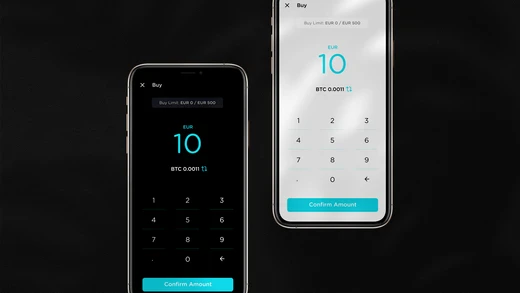 Buy
Buy Limit: EUR 0 / EUR 500
EUR
10
BTC 0.0011
1 2 3
4 5 6
7 8 9
. 0
Confirm Amount
Buy
Buy Limit: EUR 0 / EUR 500
EUR
10
BTC 0.0011
1 2 3
4 5 6
7 8 9
. 0
Confirm Amount